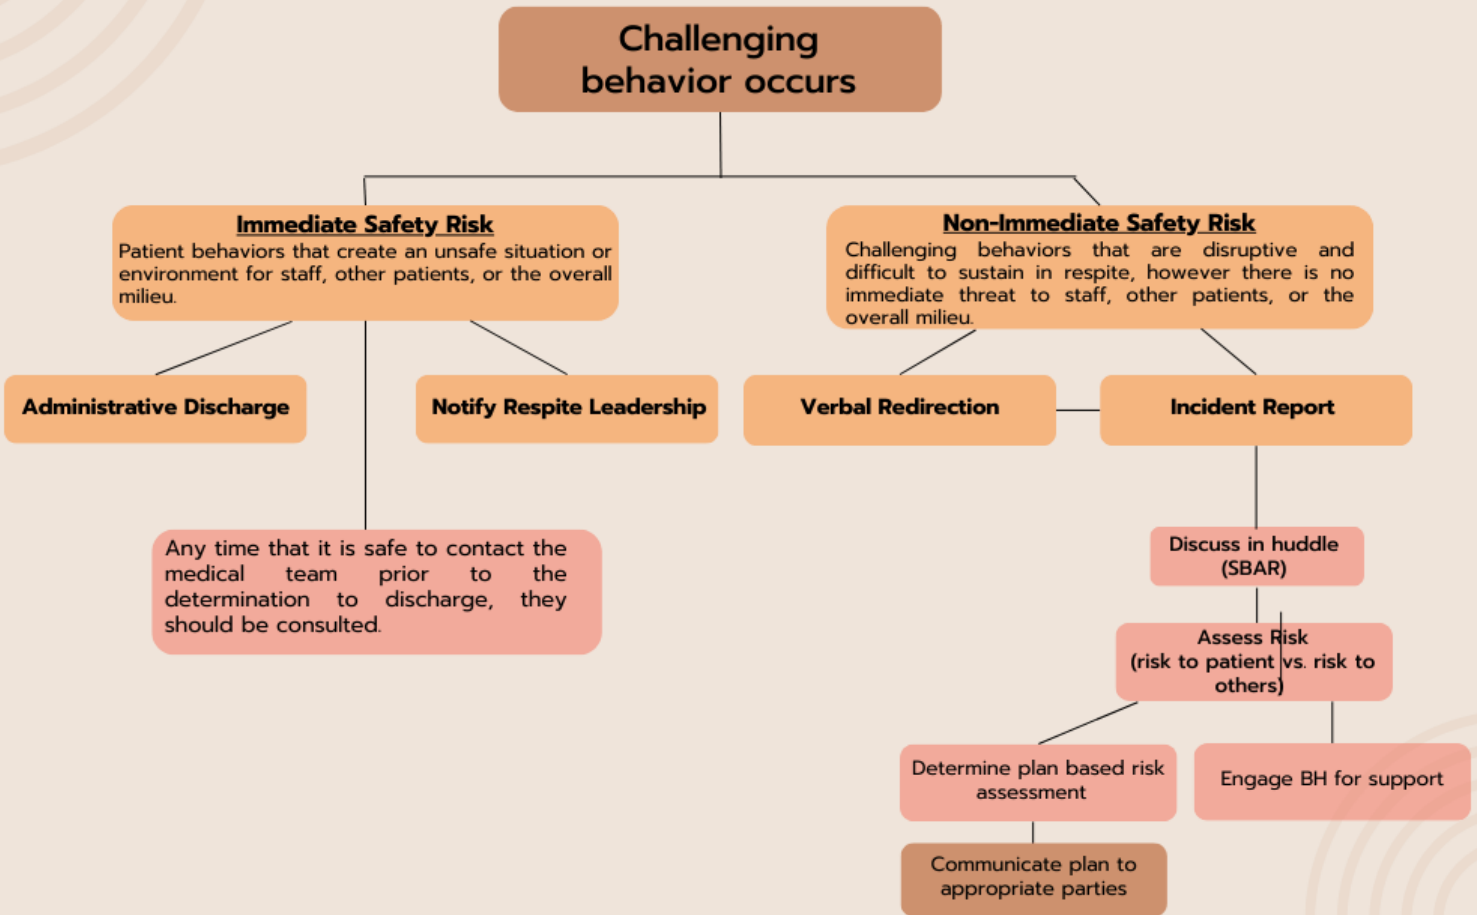 Challenging
behavior occurs
Immediate Safety Risk
Patient behaviors that create an unsafe situation or
environment for staff, other patients, or the overall
milieu.
Non-Immediate Safety Risk
Challenging behaviors that are disruptive and
difficult to sustain in respite, however there is no
immediate threat to staff, other patients, or the
overall milieu.
Administrative Discharge
Notify Respite Leadership
Verbal Redirection
Incident Report
Any time that it is safe to contact the
medical team prior to the
determination to discharge, they
should be consulted.
Discuss in huddle
(SBAR)
Assess Risk
(risk to patient vs. risk to
others)
Determine plan based risk
assessment
Engage BH for support
Communicate plan to
appropriate parties